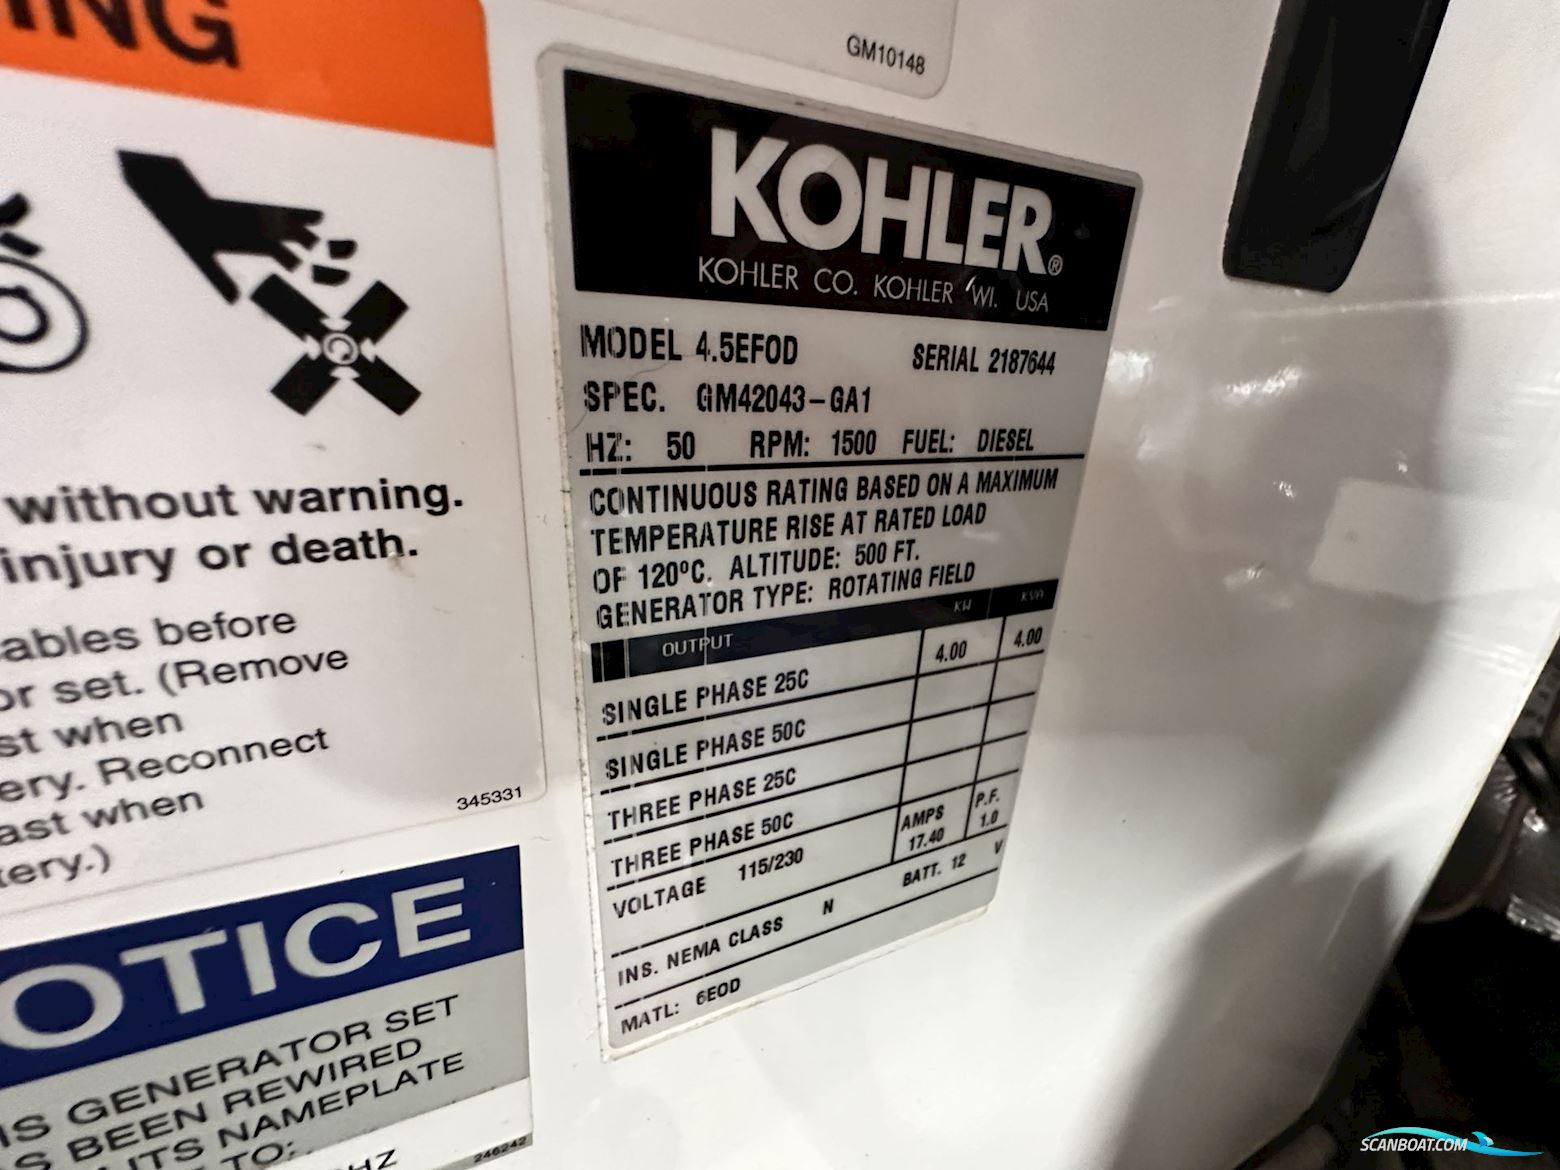 ING
without warning.
injury or death.
ables before
or set. (Remove
st when
ery. Reconnect
ast when
tery.)
345331
OTICE
IS GENERATOR SET
S BEEN REWIRED
ITS NAMEPLATE
TO:
HZ
246242
GM10148
KOHLER®
KOHLER CO. KOHLER WI. USA
MODEL 4.5EFOD SERIAL 2187644
SPEC. GM42043-GA1
HZ: 50 RPM: 1500 FUEL: DIESEL
CONTINUOUS RATING BASED ON A MAXIMUM
TEMPERATURE RISE AT RATED LOAD
OF 120ºC. ALTITUDE: 500 FT.
GENERATOR TYPE: ROTATING FIELD
OUTPUT KW KVA
SINGLE PHASE 25C 4.00 4.00
SINGLE PHASE 50C
THREE PHASE 25C
THREE PHASE 50C
VOLTAGE 115/230 AMPS 17.40 P.F. 1.0
INS. NEMA CLASS N BATT. 12 V
MATL: 6EOD
SCANBOAT.COM